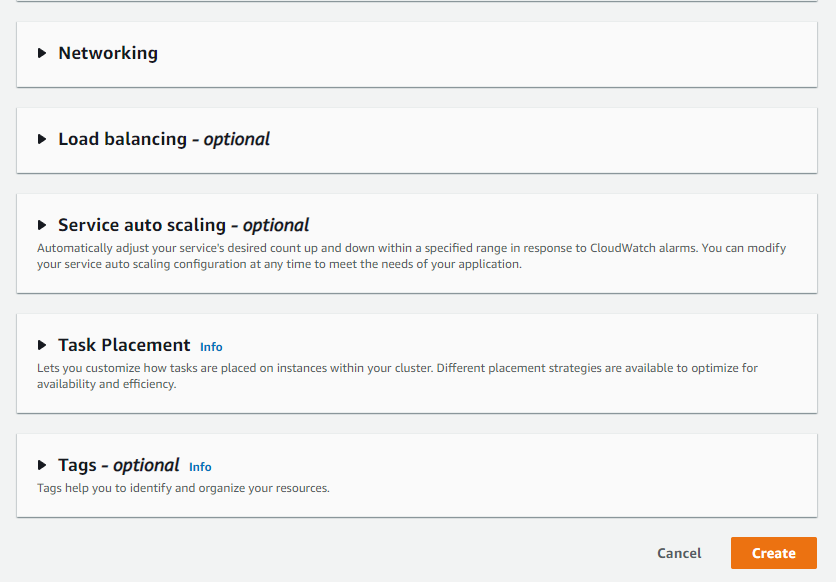 Networking
Load balancing - optional
Service auto scaling - optional
Automatically adjust your service's desired count up and down within a specified range in response to CloudWatch alarms. You can modify
your service auto scaling configuration at any time to meet the needs of your application.
Task Placement Info
Lets you customize how tasks are placed on instances within your cluster. Different placement strategies are available to optimize for
availability and efficiency.
Tags - optional Info
Tags help you to identify and organize your resources.
Cancel Create